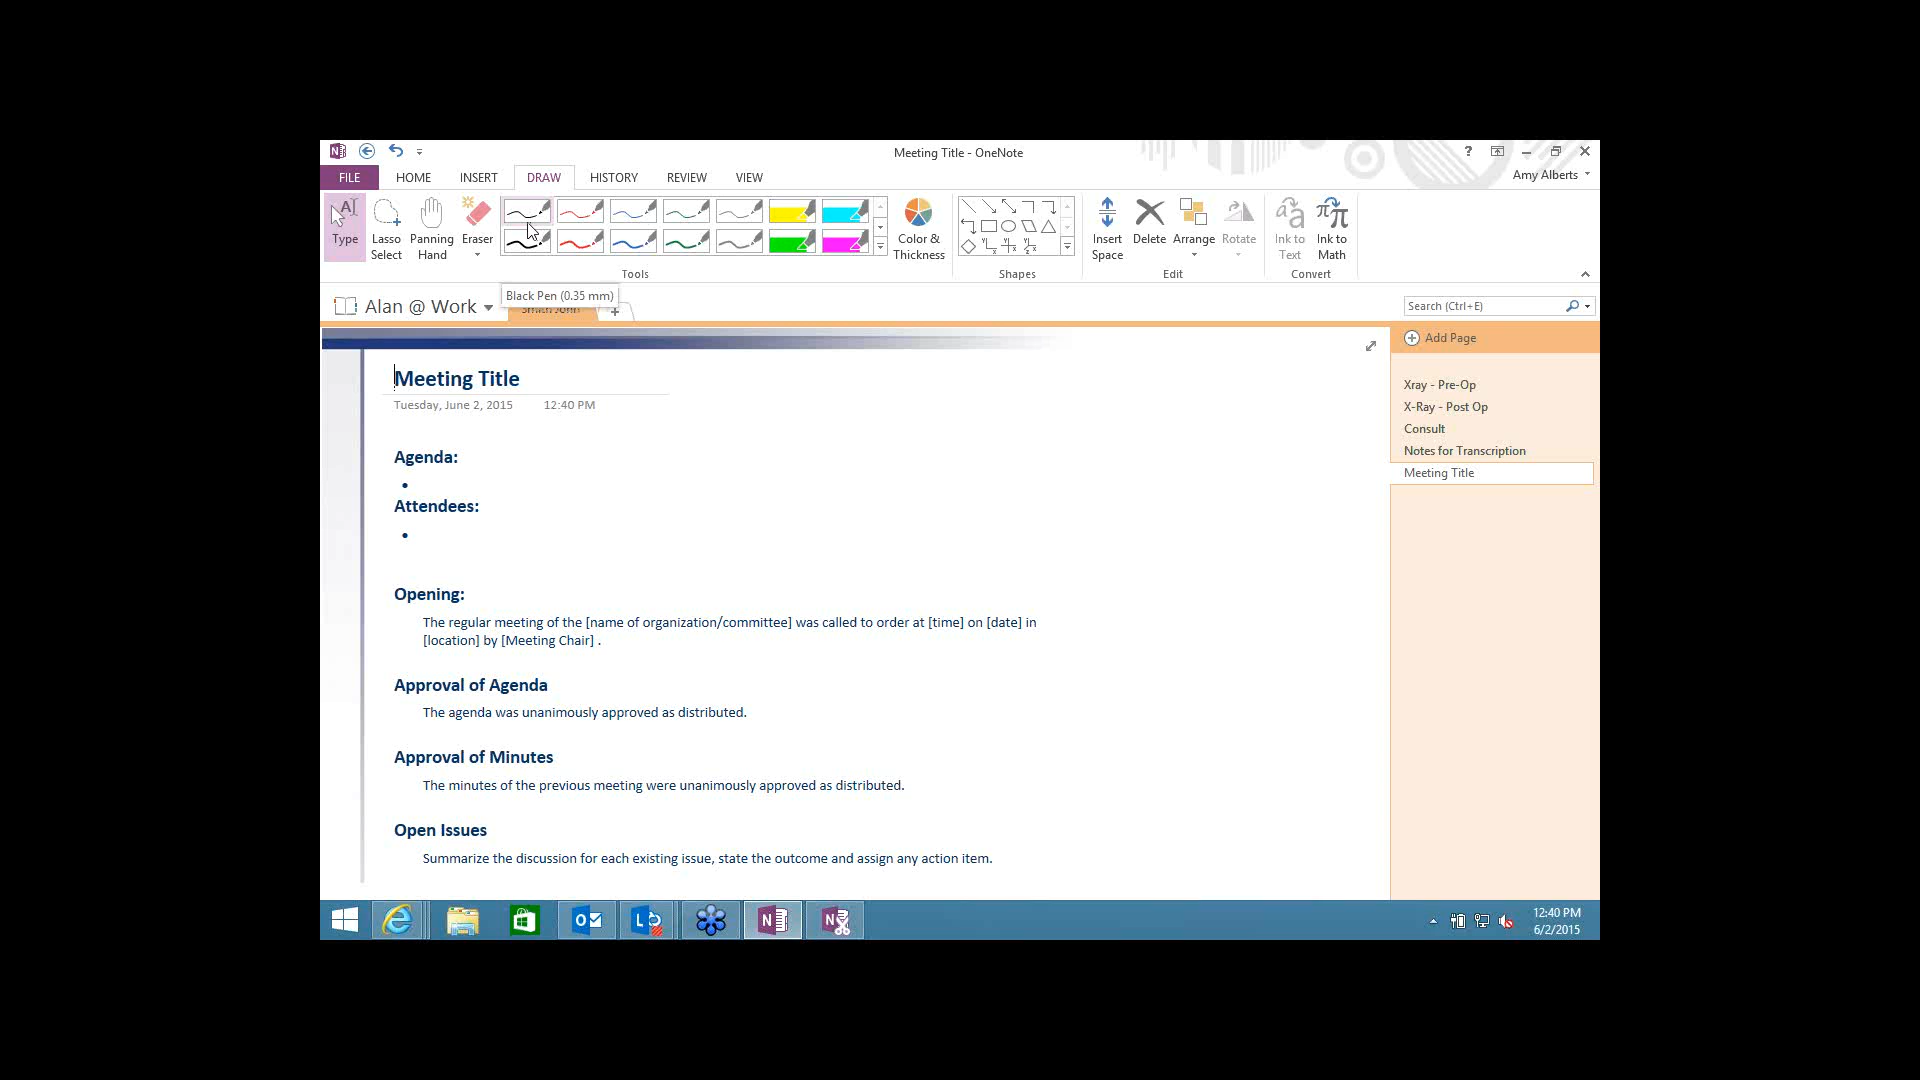 Meeting Title - OneNote
?
Amy Alberts
FILE HOME INSERT DRAW HISTORY REVIEW VIEW
Type
Lasso Select
Panning Hand
Eraser
Color & Thickness
Insert Space
Delete
Arrange
Rotate
Ink to Text
Ink to Math
Tools
Shapes
Edit
Convert
Black Pen (0.35 mm)
Alan @ Work
Smith John
Search (Ctrl+E)
Add Page
Xray - Pre-Op
X-Ray - Post Op
Consult
Notes for Transcription
Meeting Title
Meeting Title
Tuesday, June 2, 2015 12:40 PM
Agenda:
•
Attendees:
•
Opening:
The regular meeting of the [name of organization/committee] was called to order at [time] on [date] in
[location] by [Meeting Chair] .
Approval of Agenda
The agenda was unanimously approved as distributed.
Approval of Minutes
The minutes of the previous meeting were unanimously approved as distributed.
Open Issues
Summarize the discussion for each existing issue, state the outcome and assign any action item.
12:40 PM
6/2/2015